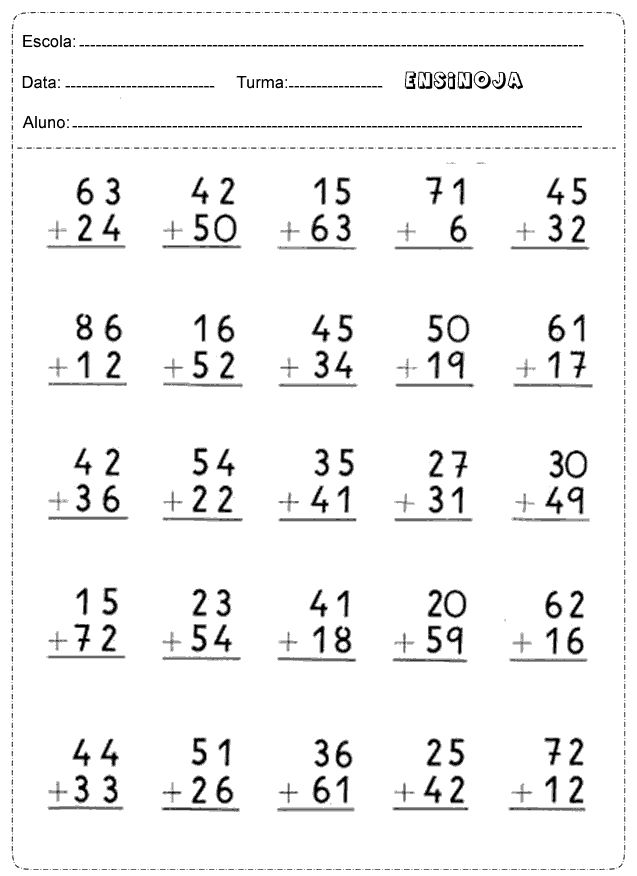 Escola:
Data: Turma: ENSINOJA
Aluno:
63 42 15 71 45
+24 +50 +63 + 6 +32
86 16 45 50 61
+12 +52 +34 +19 +17
42 54 35 27 30
+36 +22 +41 +31 +49
15 23 41 20 62
+72 +54 +18 +59 +16
44 51 36 25 72
+33 +26 +61 +42 +12